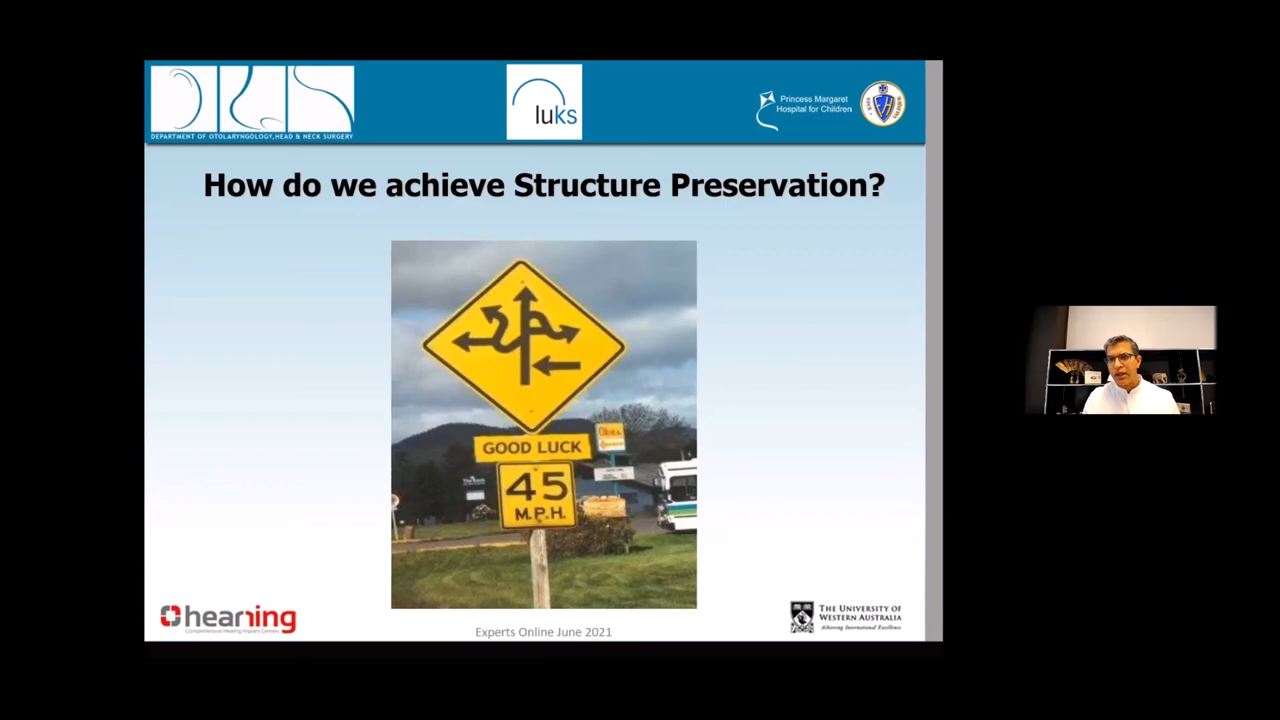 DEPARTMENT OF OTOLARYNGOLOGY, HEAD & NECK SURGERY
luks
Princess Margaret
Hospital for Children
How do we achieve Structure Preservation?
GOOD LUCK
45
M.P.H.
hearing
Comprehensive Hearing Implant Centers
Experts Online June 2021
THE UNIVERSITY OF
WESTERN AUSTRALIA
Achieving International Excellence